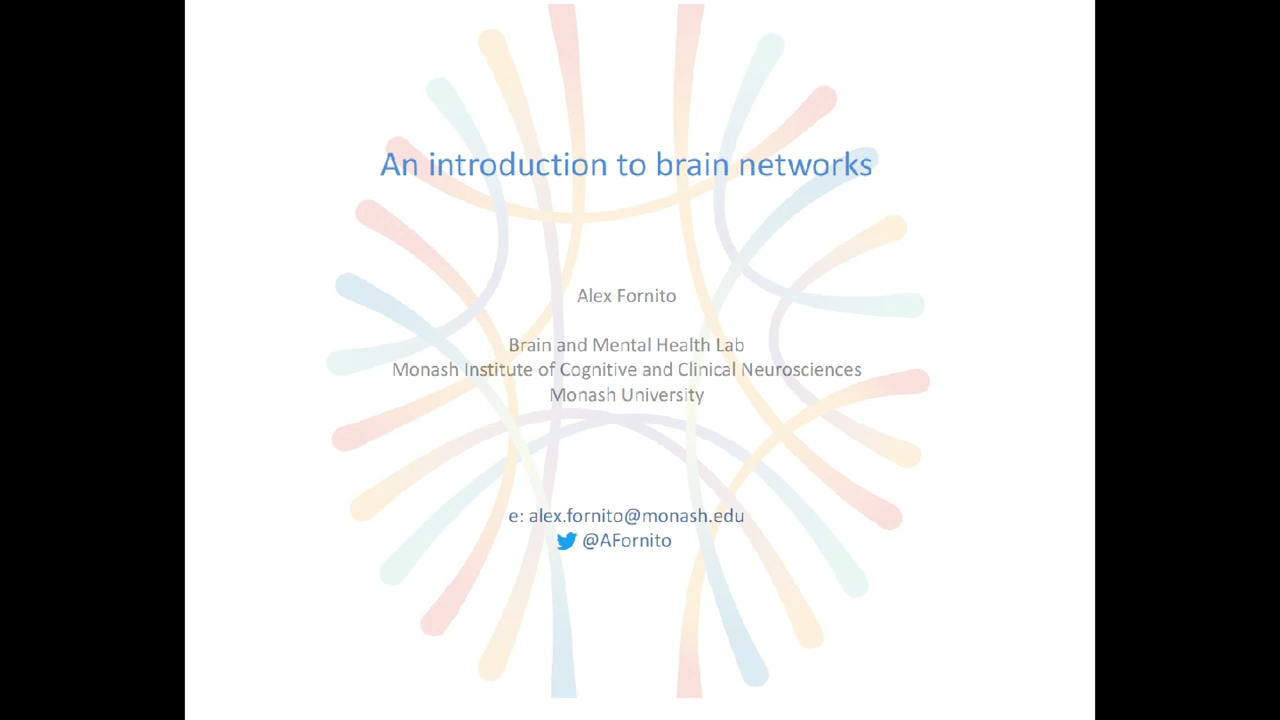 An introduction to brain networks
Alex Fornito
Brain and Mental Health Lab
Monash Institute of Cognitive and Clinical Neurosciences
Monash University
e: alex.fornito@monash.edu
@AFornito